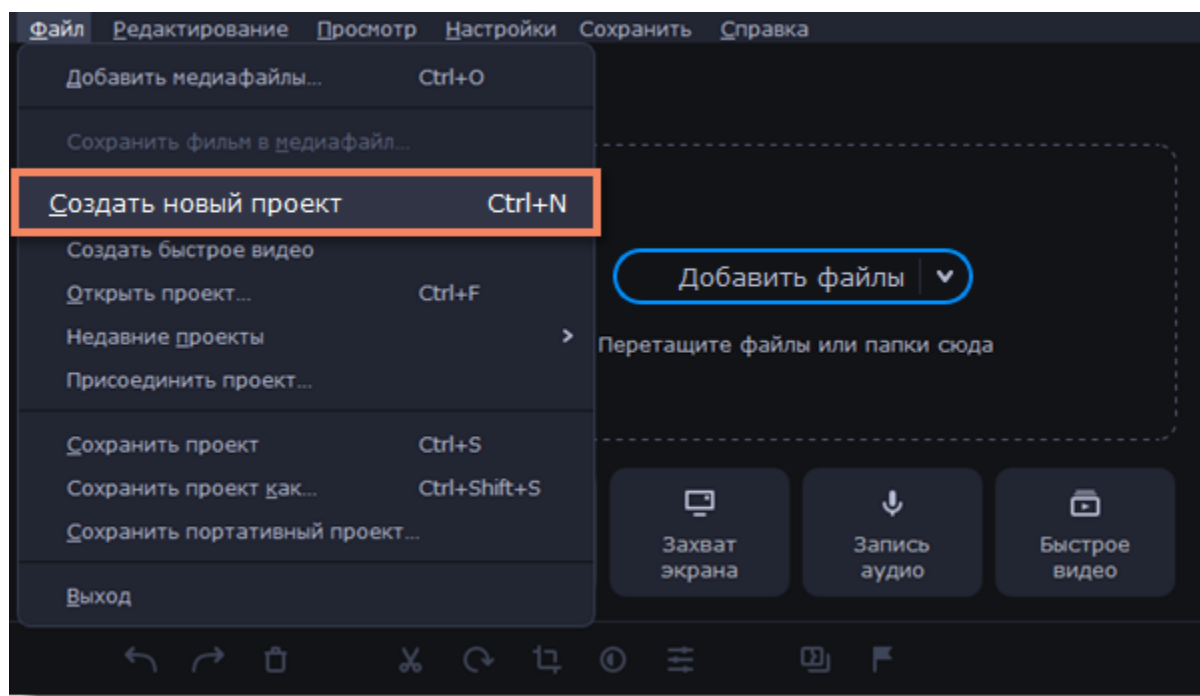 Файл Редактирование Просмотр Настройки Сохранить Справка
Добавить медиафайлы... Ctrl+O
Сохранить фильм в медиафайл...
Создать новый проект Ctrl+N
Создать быстрое видео
Открыть проект... Ctrl+F
Недавние проекты
Присоединить проект...
Сохранить проект Ctrl+S
Сохранить проект как... Ctrl+Shift+S
Сохранить портативный проект...
Выход
Добавить файлы
Перетащите файлы или папки сюда
Захват
экрана
Запись
аудио
Быстрое
видео